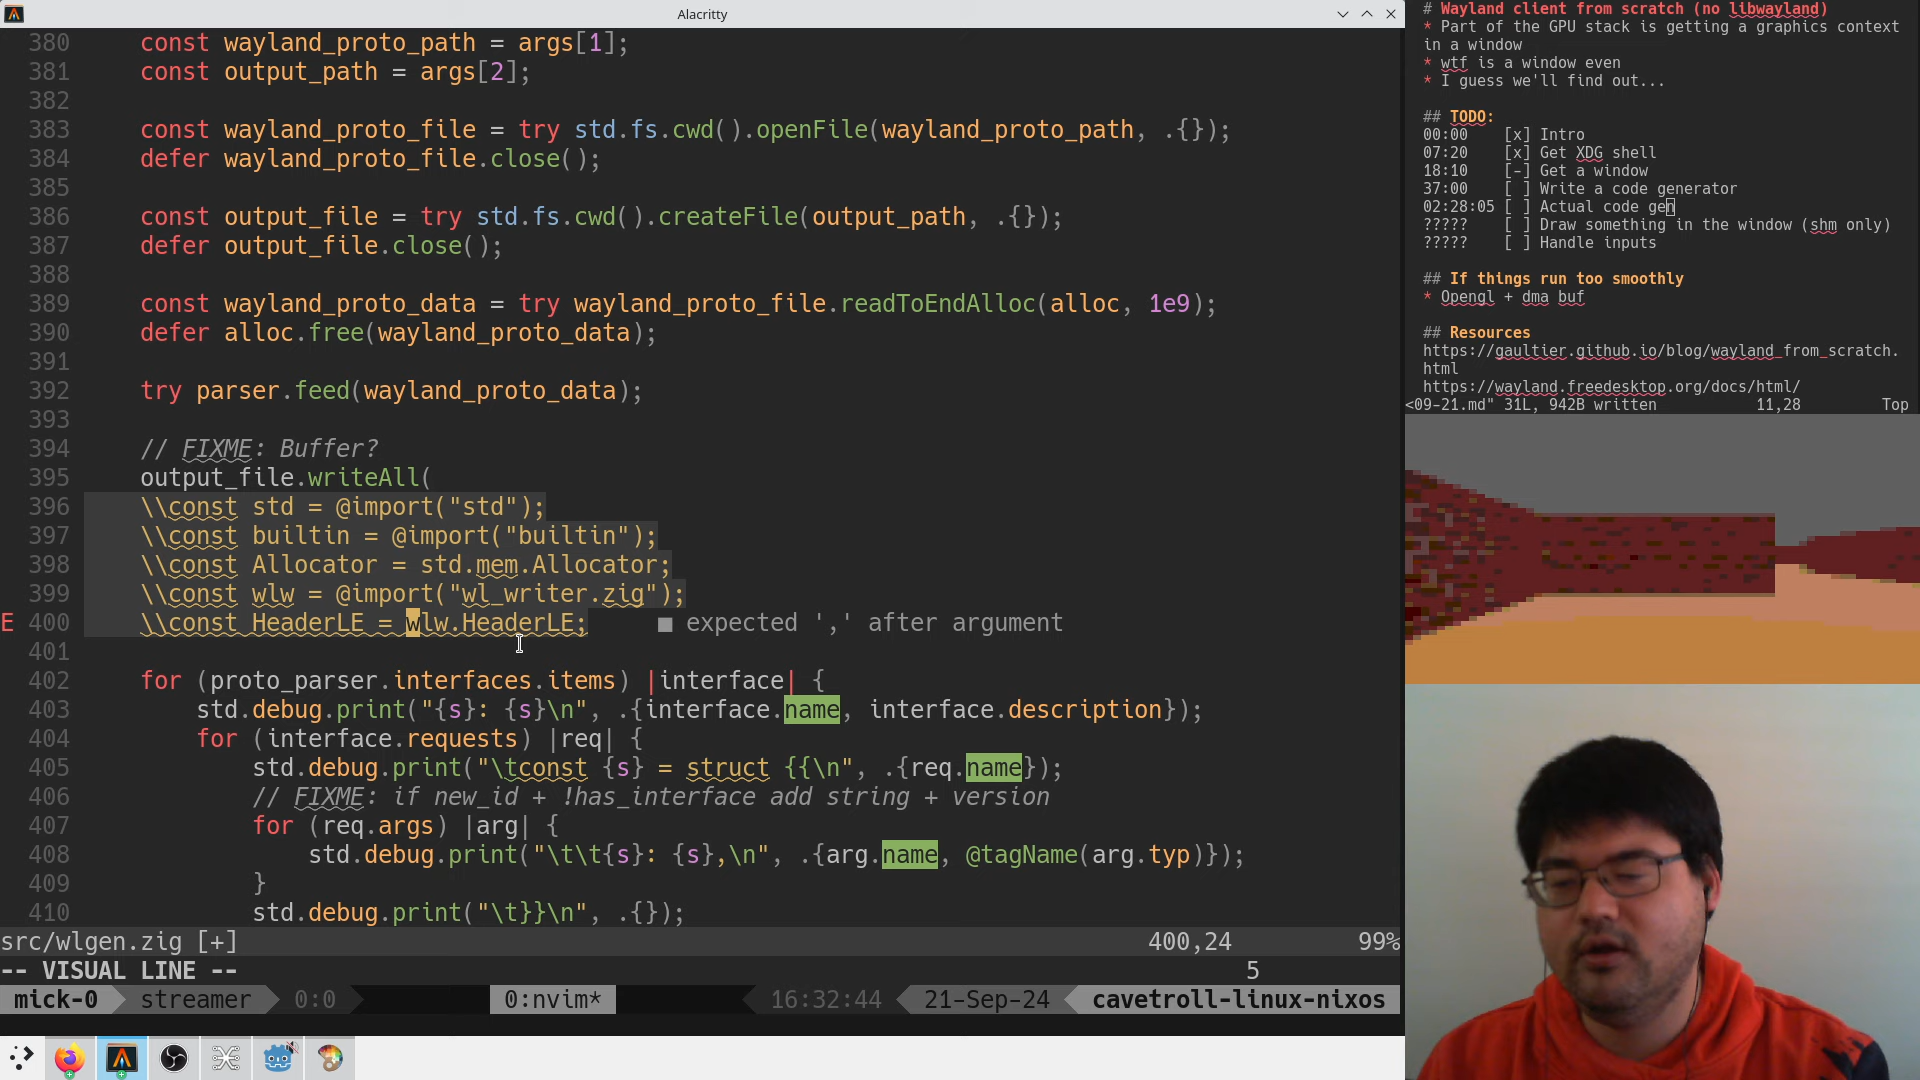 Alacritty
380 const wayland_proto_path = args[1];
381 const output_path = args[2];
382
383 const wayland_proto_file = try std.fs.cwd().openFile(wayland_proto_path, .{});
384 defer wayland_proto_file.close();
385
386 const output_file = try std.fs.cwd().createFile(output_path, .{});
387 defer output_file.close();
388
389 const wayland_proto_data = try wayland_proto_file.readToEndAlloc(alloc, 1e9);
390 defer alloc.free(wayland_proto_data);
391
392 try parser.feed(wayland_proto_data);
393
394 // FIXME: Buffer?
395 output_file.writeAll(
396 \\const std = @import("std");
397 \\const builtin = @import("builtin");
398 \\const Allocator = std.mem.Allocator;
399 \\const wlw = @import("wl_writer.zig");
E 400 \\const HeaderLE = wlw.HeaderLE; ■ expected ',' after argument
401
402 for (proto_parser.interfaces.items) |interface| {
403 std.debug.print("{s}: {s}\n", .{interface.name, interface.description});
404 for (interface.requests) |req| {
405 std.debug.print("\tconst {s} = struct {{\n", .{req.name});
406 // FIXME: if new_id + !has_interface add string + version
407 for (req.args) |arg| {
408 std.debug.print("\t\t{s}: {s},\n", .{arg.name, @tagName(arg.typ)});
409 }
410 std.debug.print("\t}}\n", .{});
src/wlgen.zig [+] 400,24 99%
-- VISUAL LINE -- 5
mick-0 streamer 0:0 0:nvim* 16:32:44 21-Sep-24 cavetroll-linux-nixos
# Wayland client from scratch (no libwayland)
* Part of the GPU stack is getting a graphics context
in a window
* wtf is a window even
* I guess we'll find out...
## TODO:
00:00 [x] Intro
07:20 [x] Get XDG shell
18:10 [-] Get a window
37:00 [ ] Write a code generator
02:28:05 [ ] Actual code gen
????? [ ] Draw something in the window (shm only)
????? [ ] Handle inputs
## If things run too smoothly
* Opengl + dma buf
## Resources
https://gaultier.github.io/blog/wayland_from_scratch.
html
https://wayland.freedesktop.org/docs/html/
<09-21.md" 31L, 942B written 11,28 Top